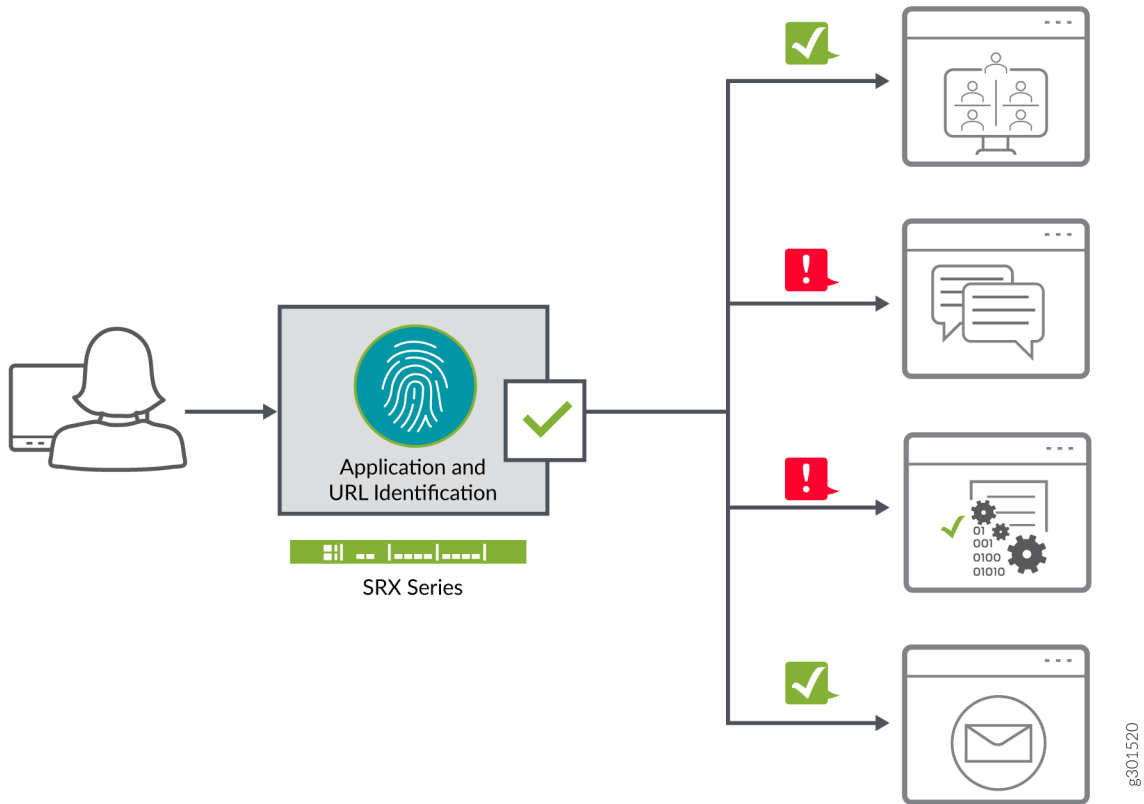 Application and
URL Identification
SRX Series
01
001
0100
01010
g301520